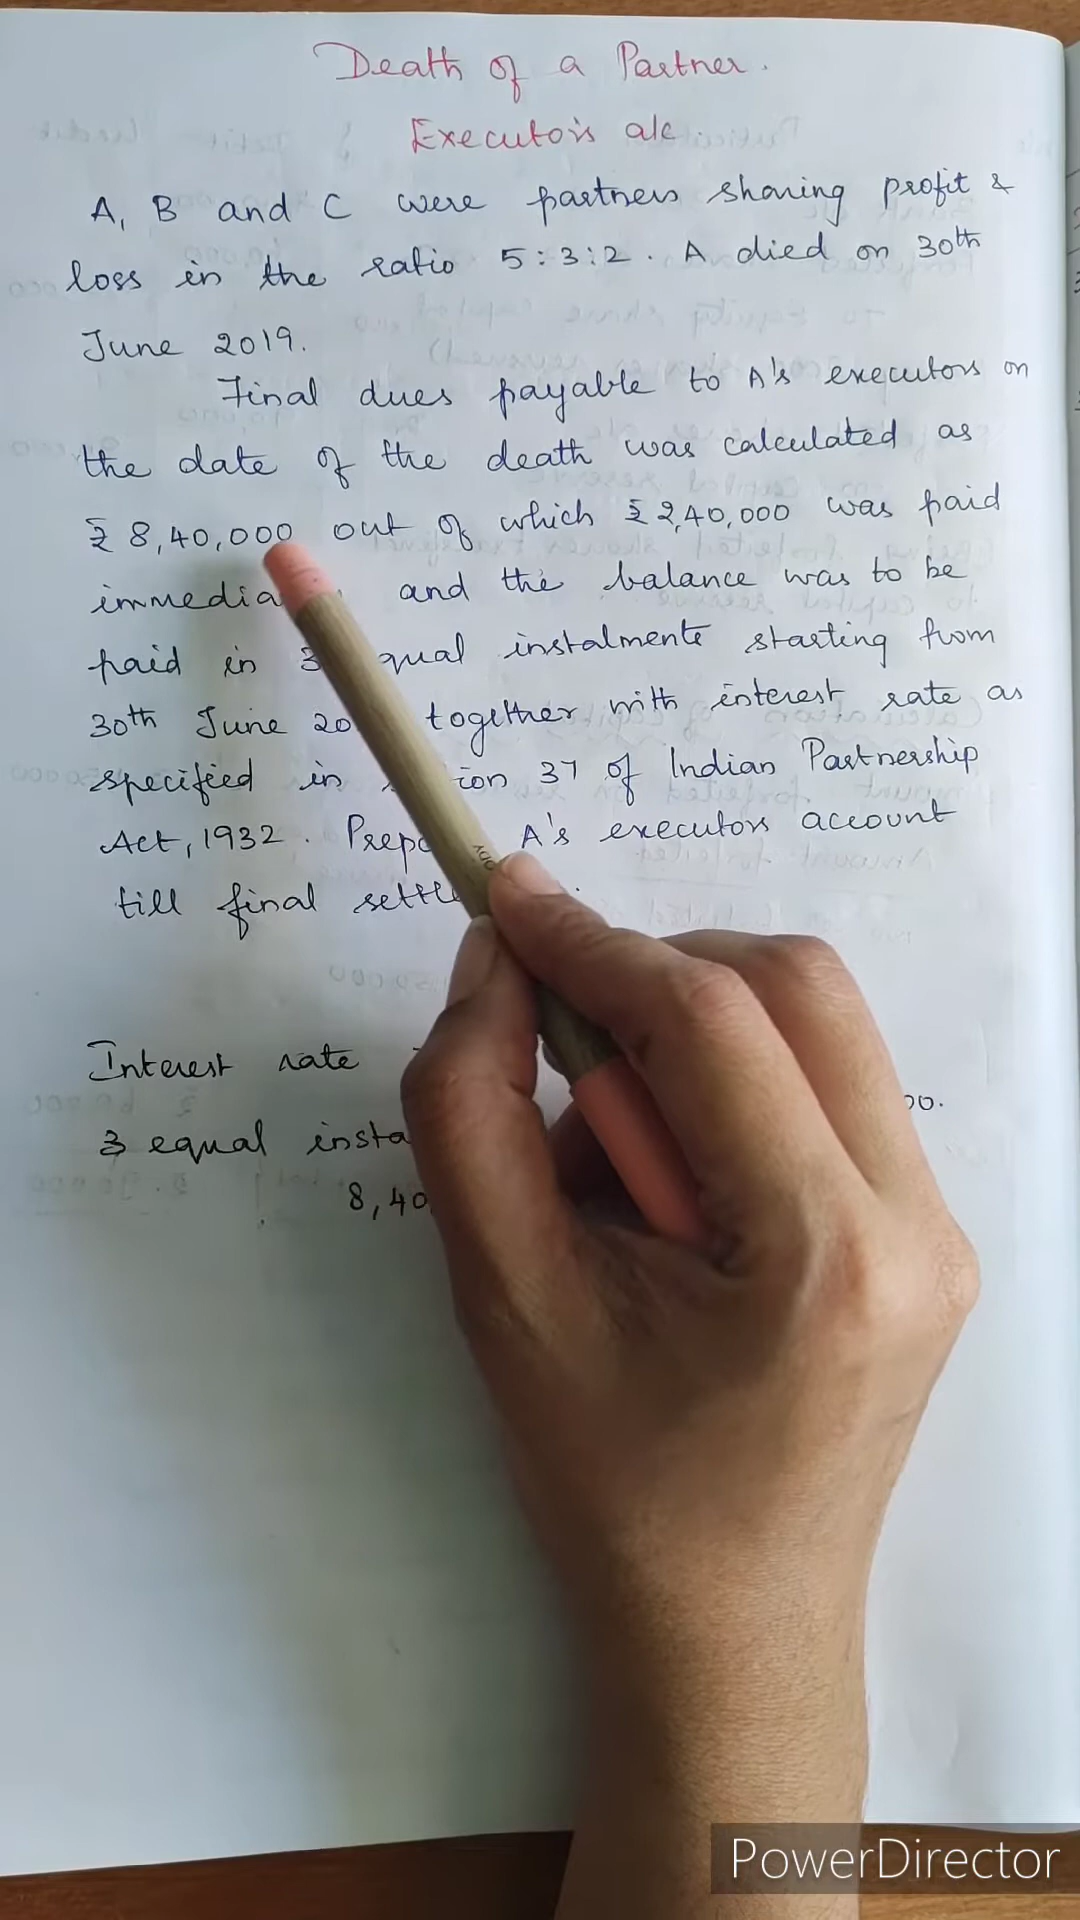 Death of a Partner.
Executors a/c
A, B and C were partners sharing profit &
loss in the ratio 5:3:2. A died on 30th
June 2019.
Final dues payable to A's executors on
the date of the death was calculated as
₹ 8,40,000 out of which ₹ 2,40,000 was paid
and the balance was to be
paid in 3 instalments starting from
30th June together with interest rate as
specified in 37 of Indian Partnership
Act, 1932. A's executors account
till final
Interest rate
3 equal
PowerDirector